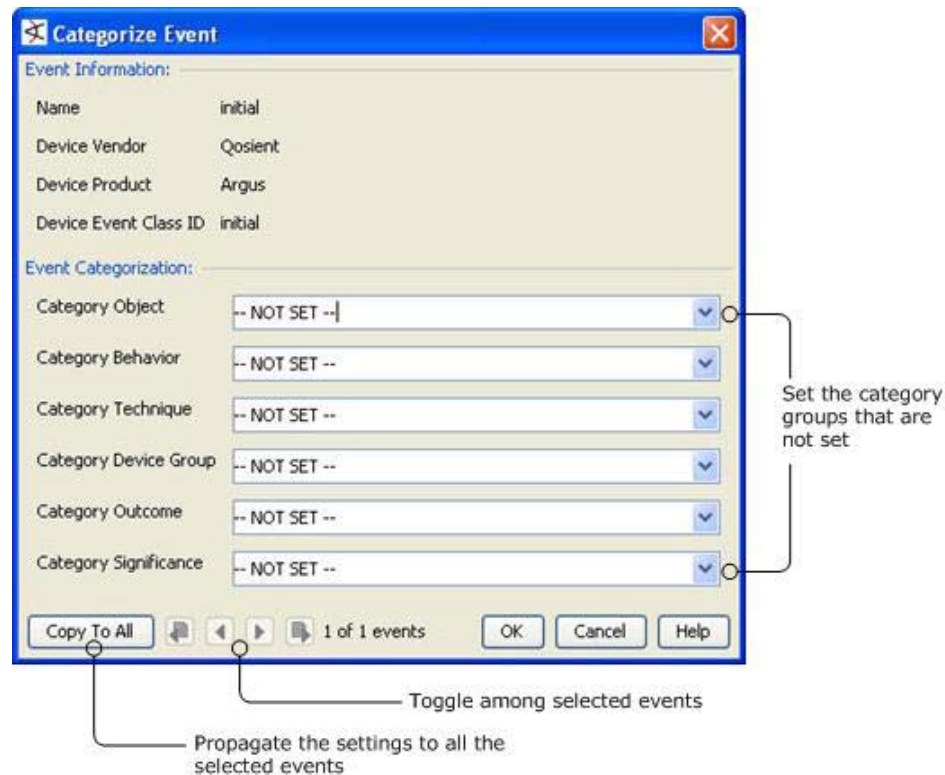 Categorize Event
Event Information:
Name initial
Device Vendor Qosient
Device Product Argus
Device Event Class ID initial
Event Categorization:
Category Object -- NOT SET --
Category Behavior -- NOT SET --
Category Technique -- NOT SET --
Category Device Group -- NOT SET --
Category Outcome -- NOT SET --
Category Significance -- NOT SET --
Set the category
groups that are
not set
Copy To All 1 of 1 events OK Cancel Help
Toggle among selected events
Propagate the settings to all the
selected events